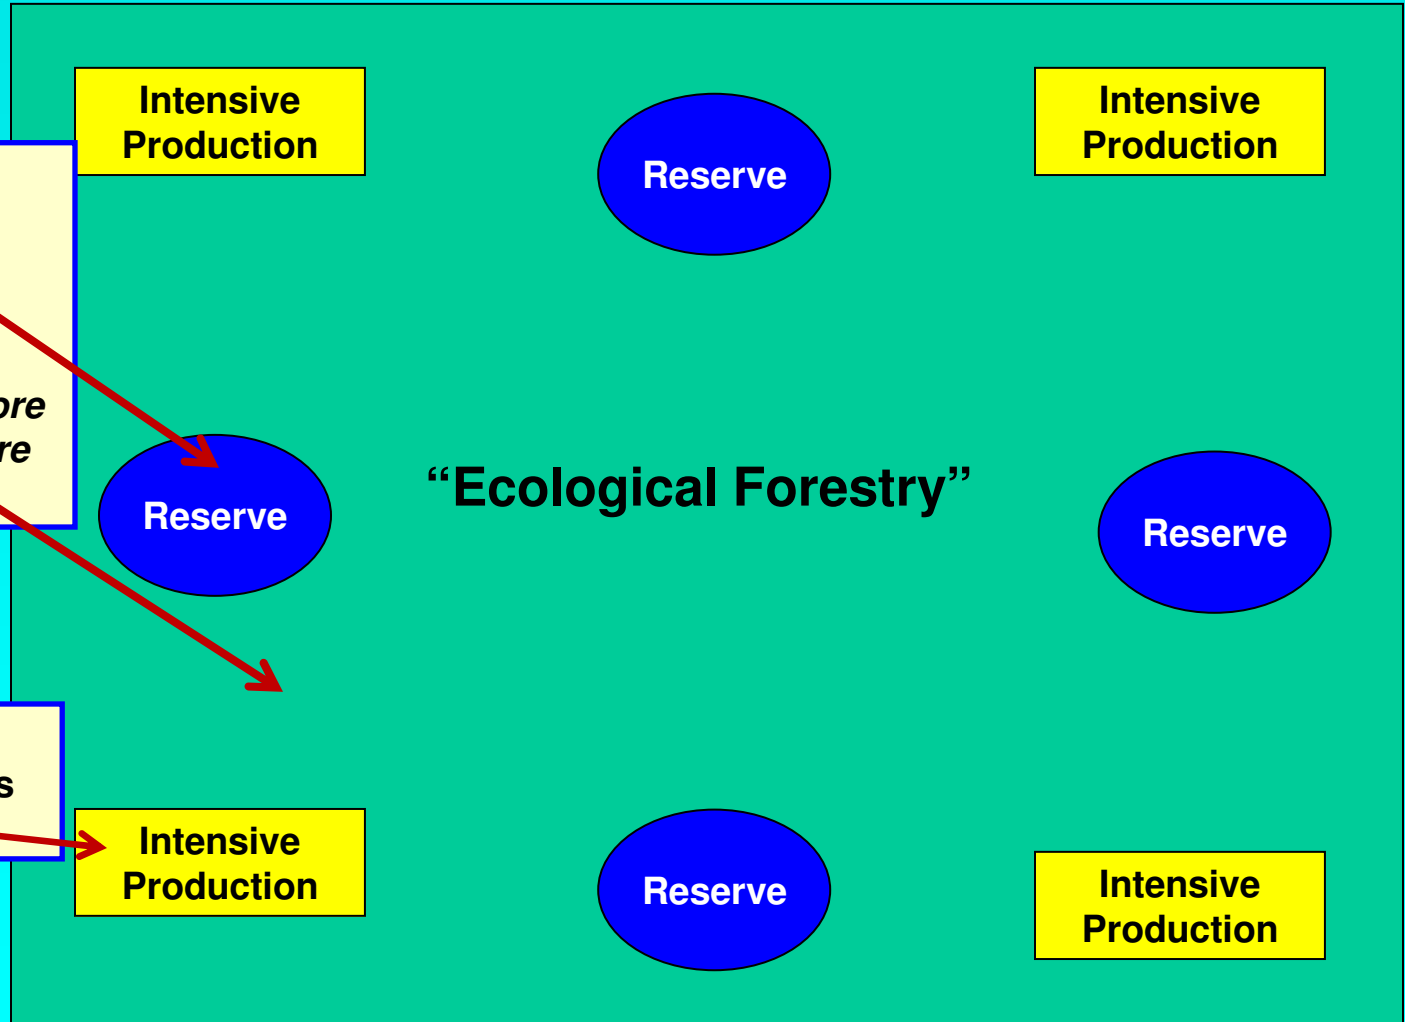 Intensive
Production
Intensive
Production
Reserve
Reserve
“Ecological Forestry”
Reserve
Intensive
Production
Reserve
Intensive
Production